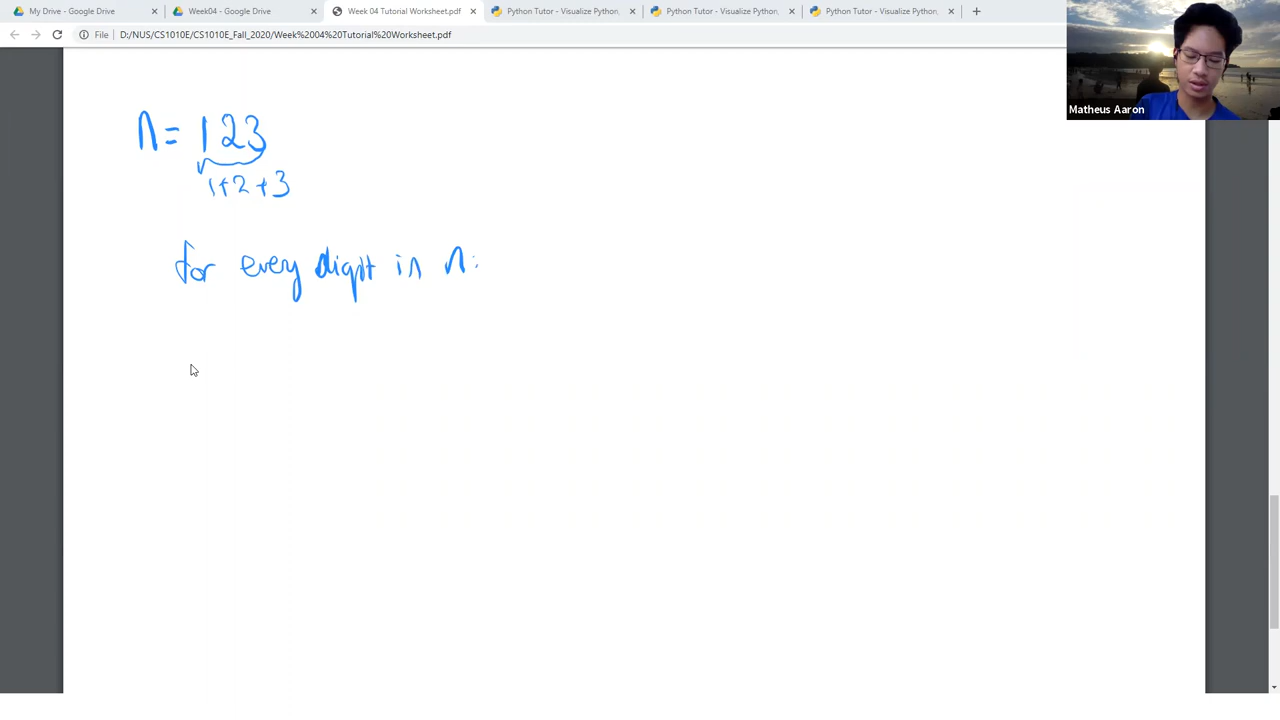 My Drive - Google Drive
Week04 - Google Drive
Week 04 Tutorial Worksheet.pdf
Python Tutor - Visualize Python,
Python Tutor - Visualize Python,
Python Tutor - Visualize Python,
File
D:/NUS/CS1010E/CS1010E_Fall_2020/Week%2004%20Tutorial%20Worksheet.pdf
Matheus Aaron
n = 123
1+2+3
for every digit in n: